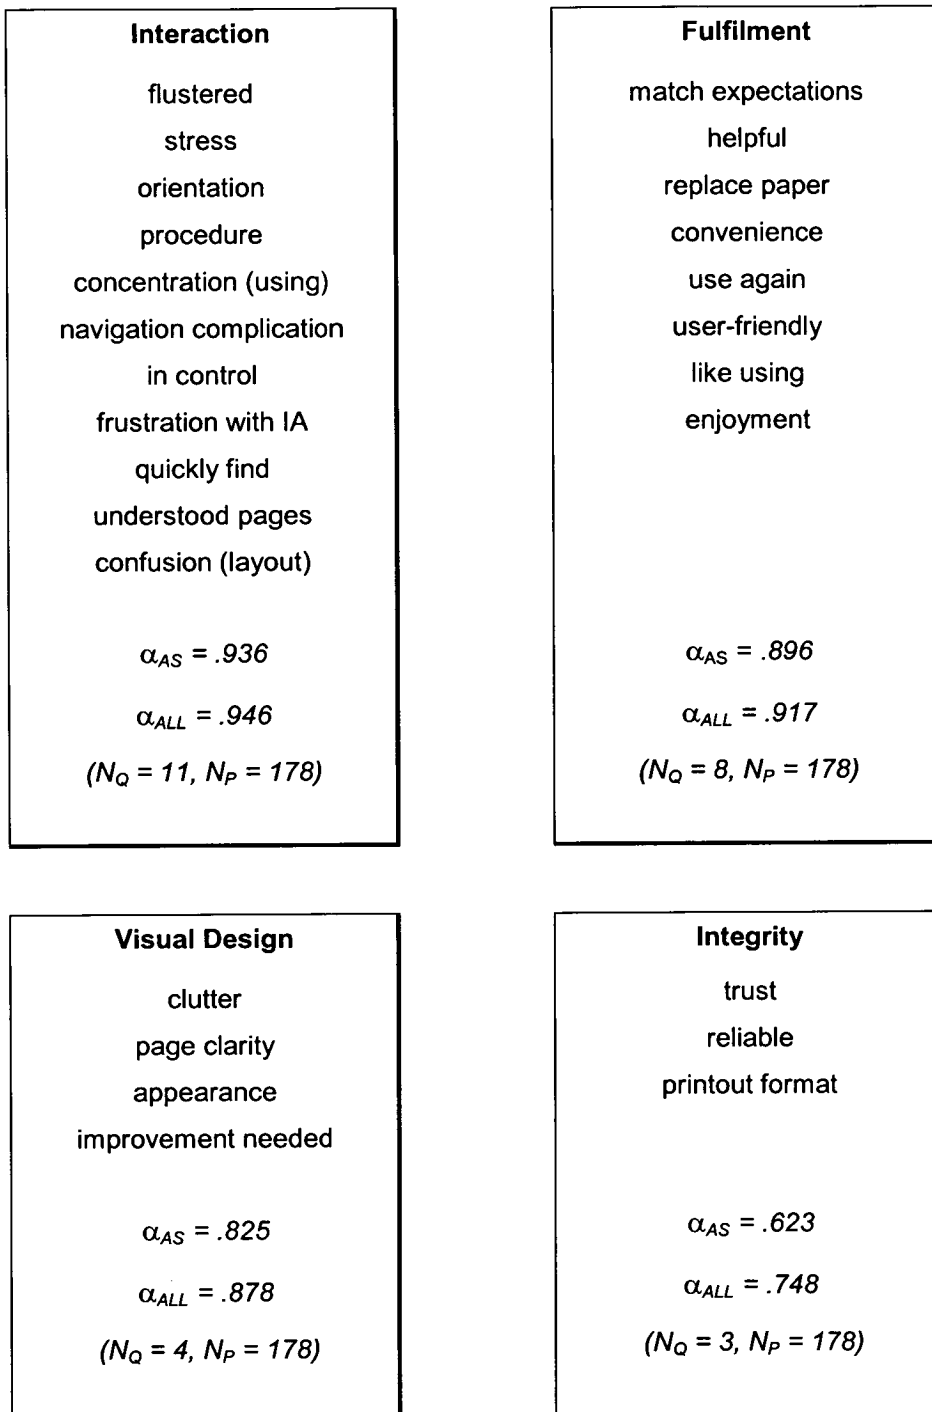 Interaction
flustered
stress
orientation
procedure
concentration (using)
navigation complication
in control
frustration with IA
quickly find
understood pages
confusion (layout)
αAS = .936
αALL = .946
(NQ = 11, NP = 178)
Fulfilment
match expectations
helpful
replace paper
convenience
use again
user-friendly
like using
enjoyment
αAS = .896
αALL = .917
(NQ = 8, NP = 178)
Visual Design
clutter
page clarity
appearance
improvement needed
αAS = .825
αALL = .878
(NQ = 4, NP = 178)
Integrity
trust
reliable
printout format
αAS = .623
αALL = .748
(NQ = 3, NP = 178)